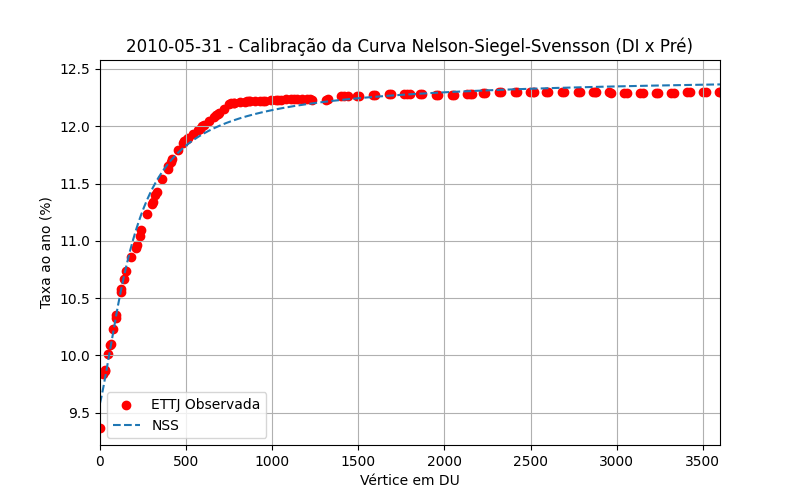 2010-05-31 - Calibração da Curva Nelson-Siegel-Svensson (DI x Pré)
12.5
12.0
11.5
11.0
10.5
10.0
9.5
Taxa ao ano (%)
ETTJ Observada
NSS
0 500 1000 1500 2000 2500 3000 3500
Vértice em DU